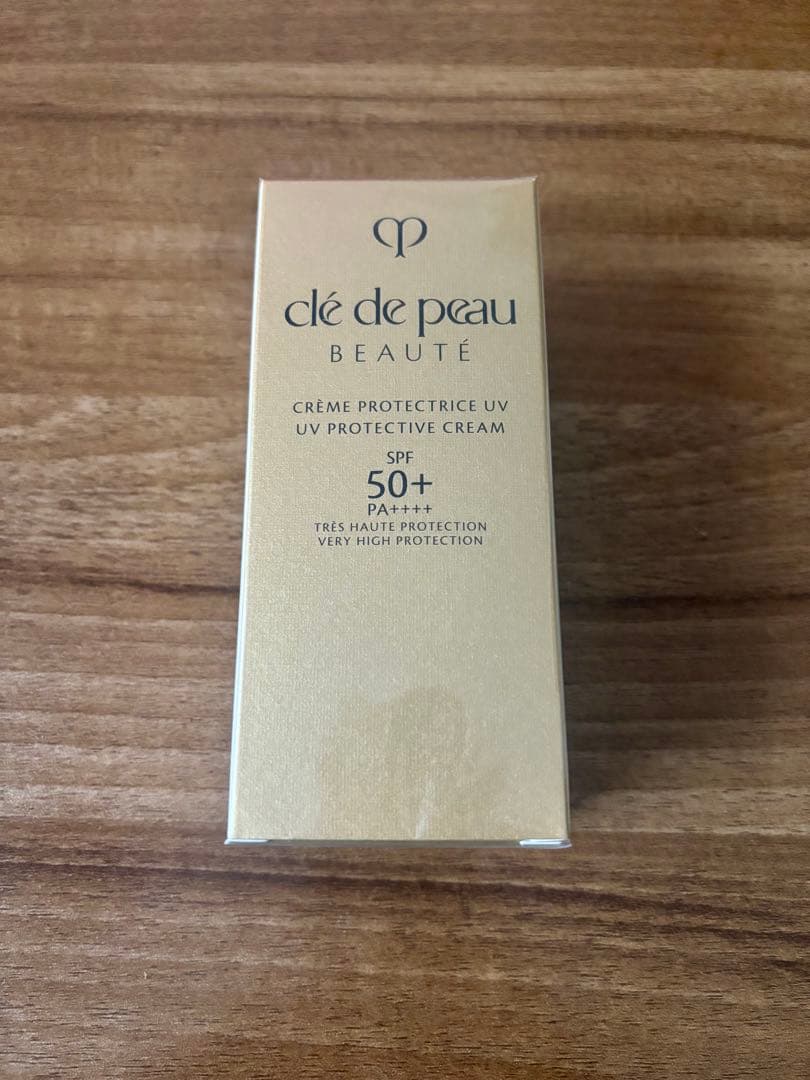 clé de peau
BEAUTÉ
CRÈME PROTECTRICE UV
UV PROTECTIVE CREAM
SPF
50+
PA++++
TRÈS HAUTE PROTECTION
VERY HIGH PROTECTION